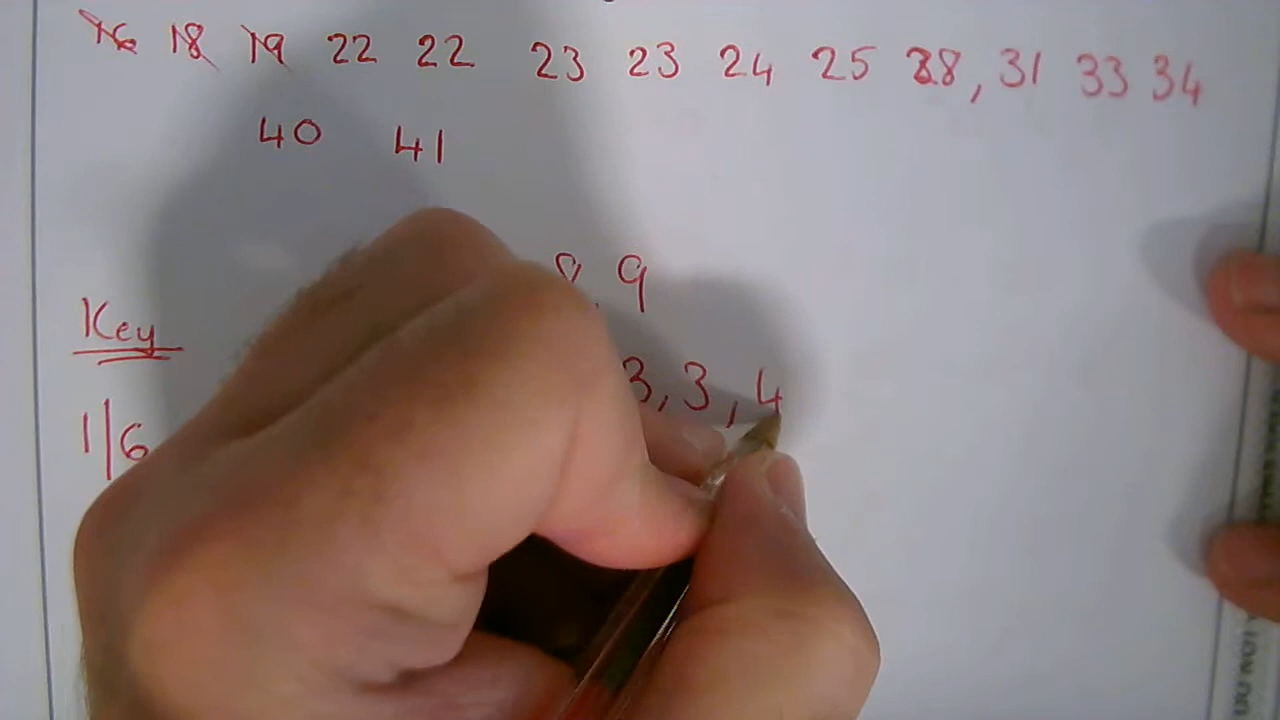 16 18 19 22 22 23 23 24 25 28, 31 33 34
40 41
8, 9
Key
3, 3, 4
1|6